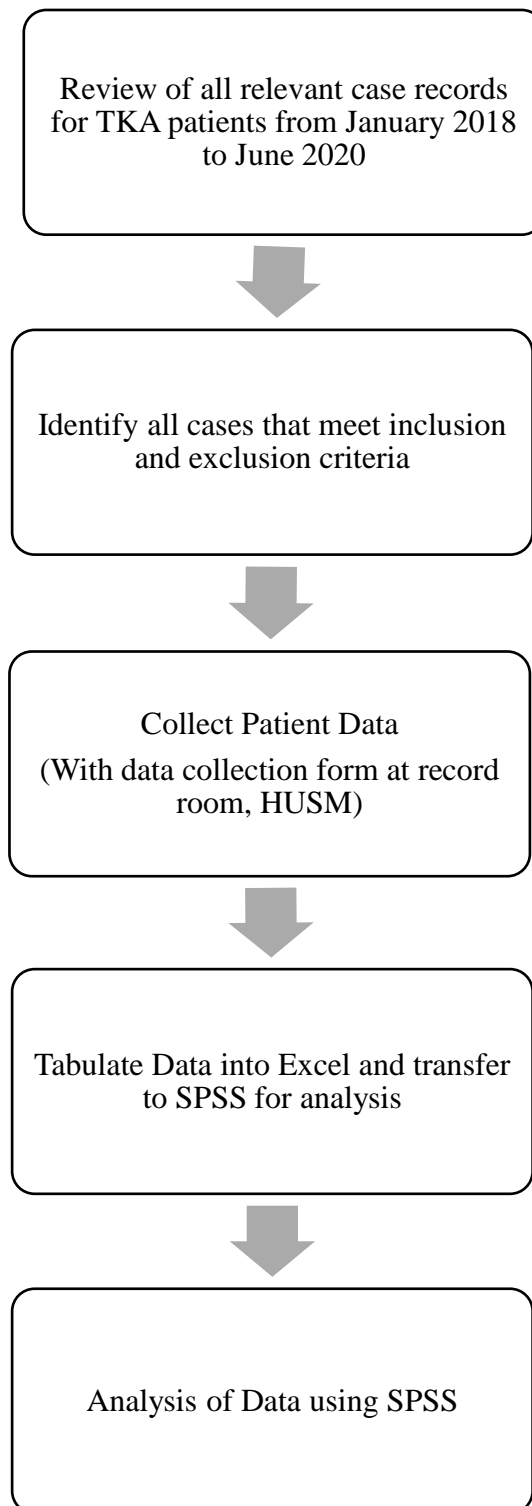 Review of all relevant case records
for TKA patients from January 2018
to June 2020
Identify all cases that meet inclusion
and exclusion criteria
Collect Patient Data
(With data collection form at record
room, HUSM)
Tabulate Data into Excel and transfer
to SPSS for analysis
Analysis of Data using SPSS